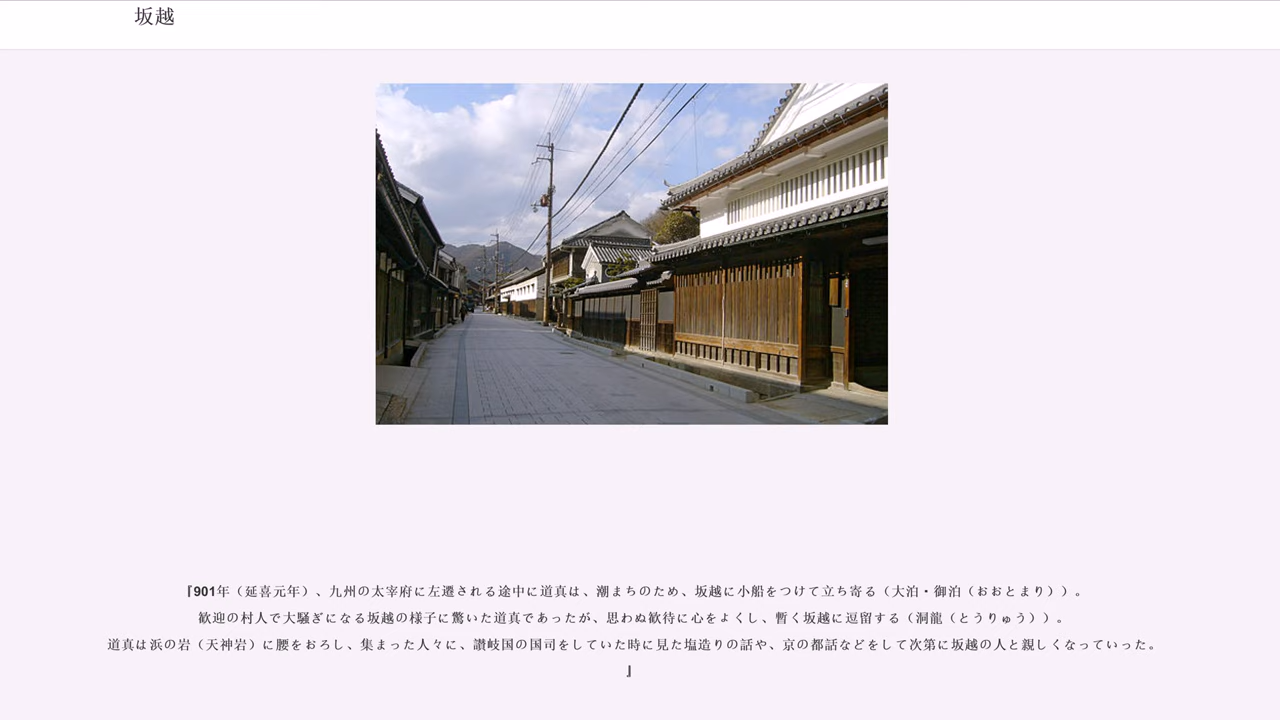 坂越
『901年（延喜元年）、九州の太宰府に左遷される途中に道真は、潮まちのため、坂越に小船をつけて立ち寄る（大泊・御泊（おおとまり））。
歓迎の村人で大騒ぎになる坂越の様子に驚いた道真であったが、思わぬ歓待に心をよくし、暫く坂越に逗留する（洞龍（とうりゅう））。
道真は浜の岩（天神岩）に腰をおろし、集まった人々に、讃岐国の国司をしていた時に見た塩造りの話や、京の都話などをして次第に坂越の人と親しくなっていった。
』